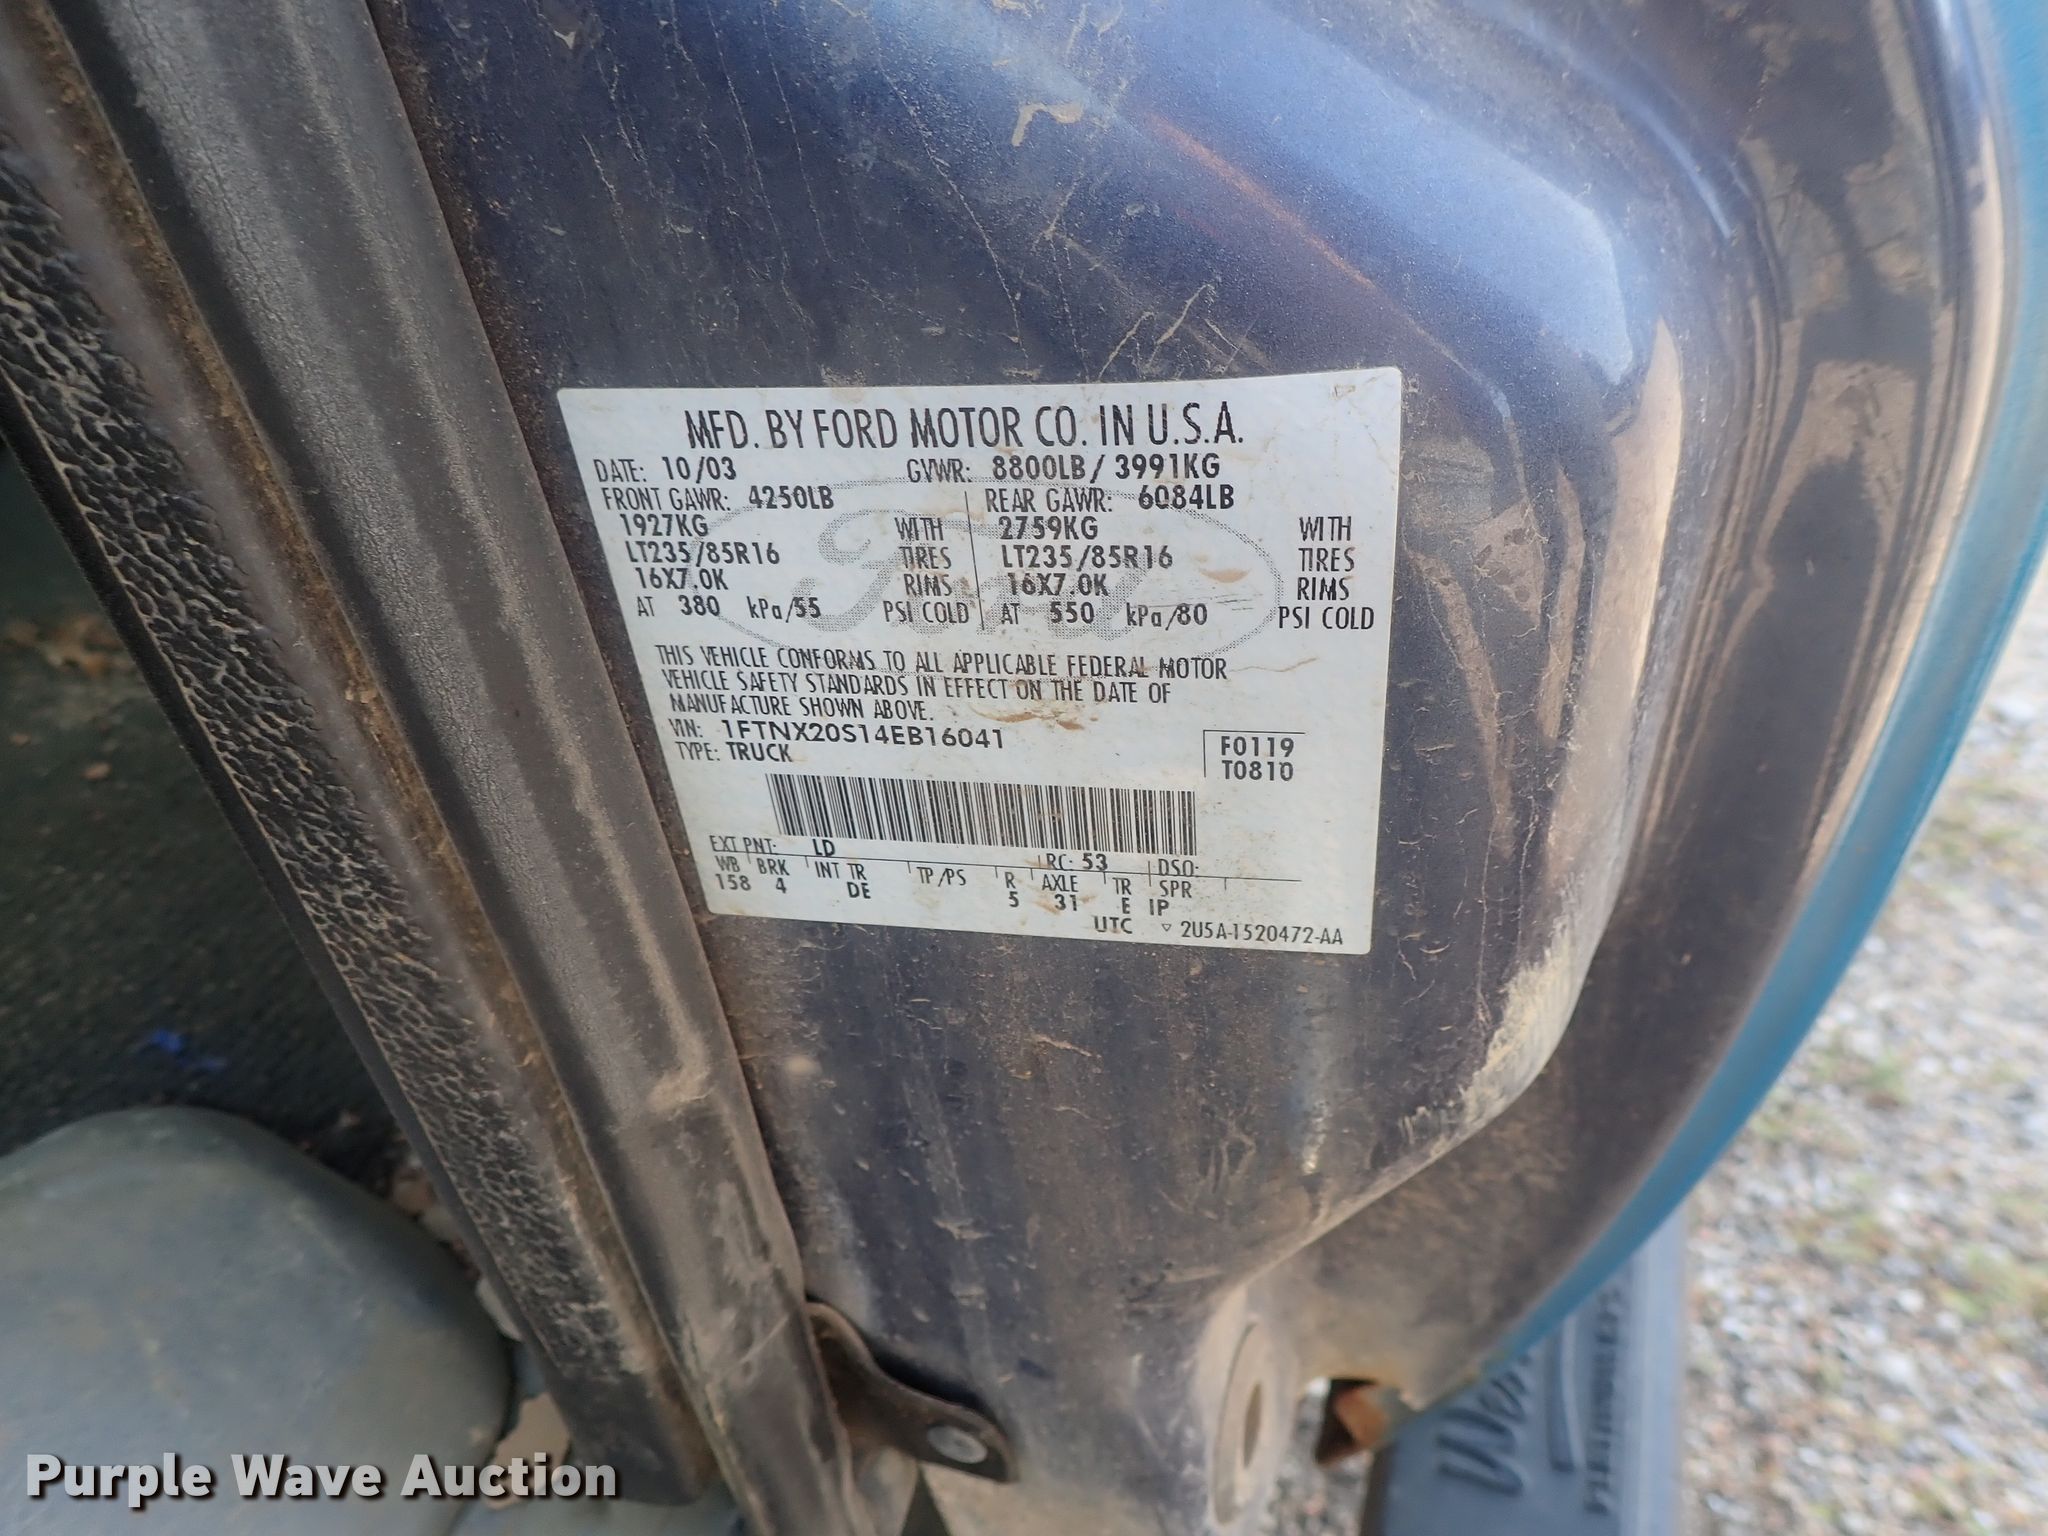 MFD. BY FORD MOTOR CO. IN U.S.A.
DATE: 10/03 GVWR: 8800LB / 3991KG
FRONT GAWR: 4250LB REAR GAWR: 6084LB
1927KG WITH 2759KG WITH
LT235/85R16 TIRES LT235/85R16 TIRES
16X7.0K RIMS 16X7.0K RIMS
AT 380 kPa/55 PSI COLD AT 550 kPa/80 PSI COLD
Ford
THIS VEHICLE CONFORMS TO ALL APPLICABLE FEDERAL MOTOR
VEHICLE SAFETY STANDARDS IN EFFECT ON THE DATE OF
MANUFACTURE SHOWN ABOVE.
VIN: 1FTNX20S14EB16041
TYPE: TRUCK
F0119
T0810
EXT PNT: LD RC: 53 DSO:
WB BRK INT TR TP/PS R AXLE TR SPR
158 4 DE 5 31 E IP
UTC ▽ 2U5A-1520472-AA
Purple Wave Auction